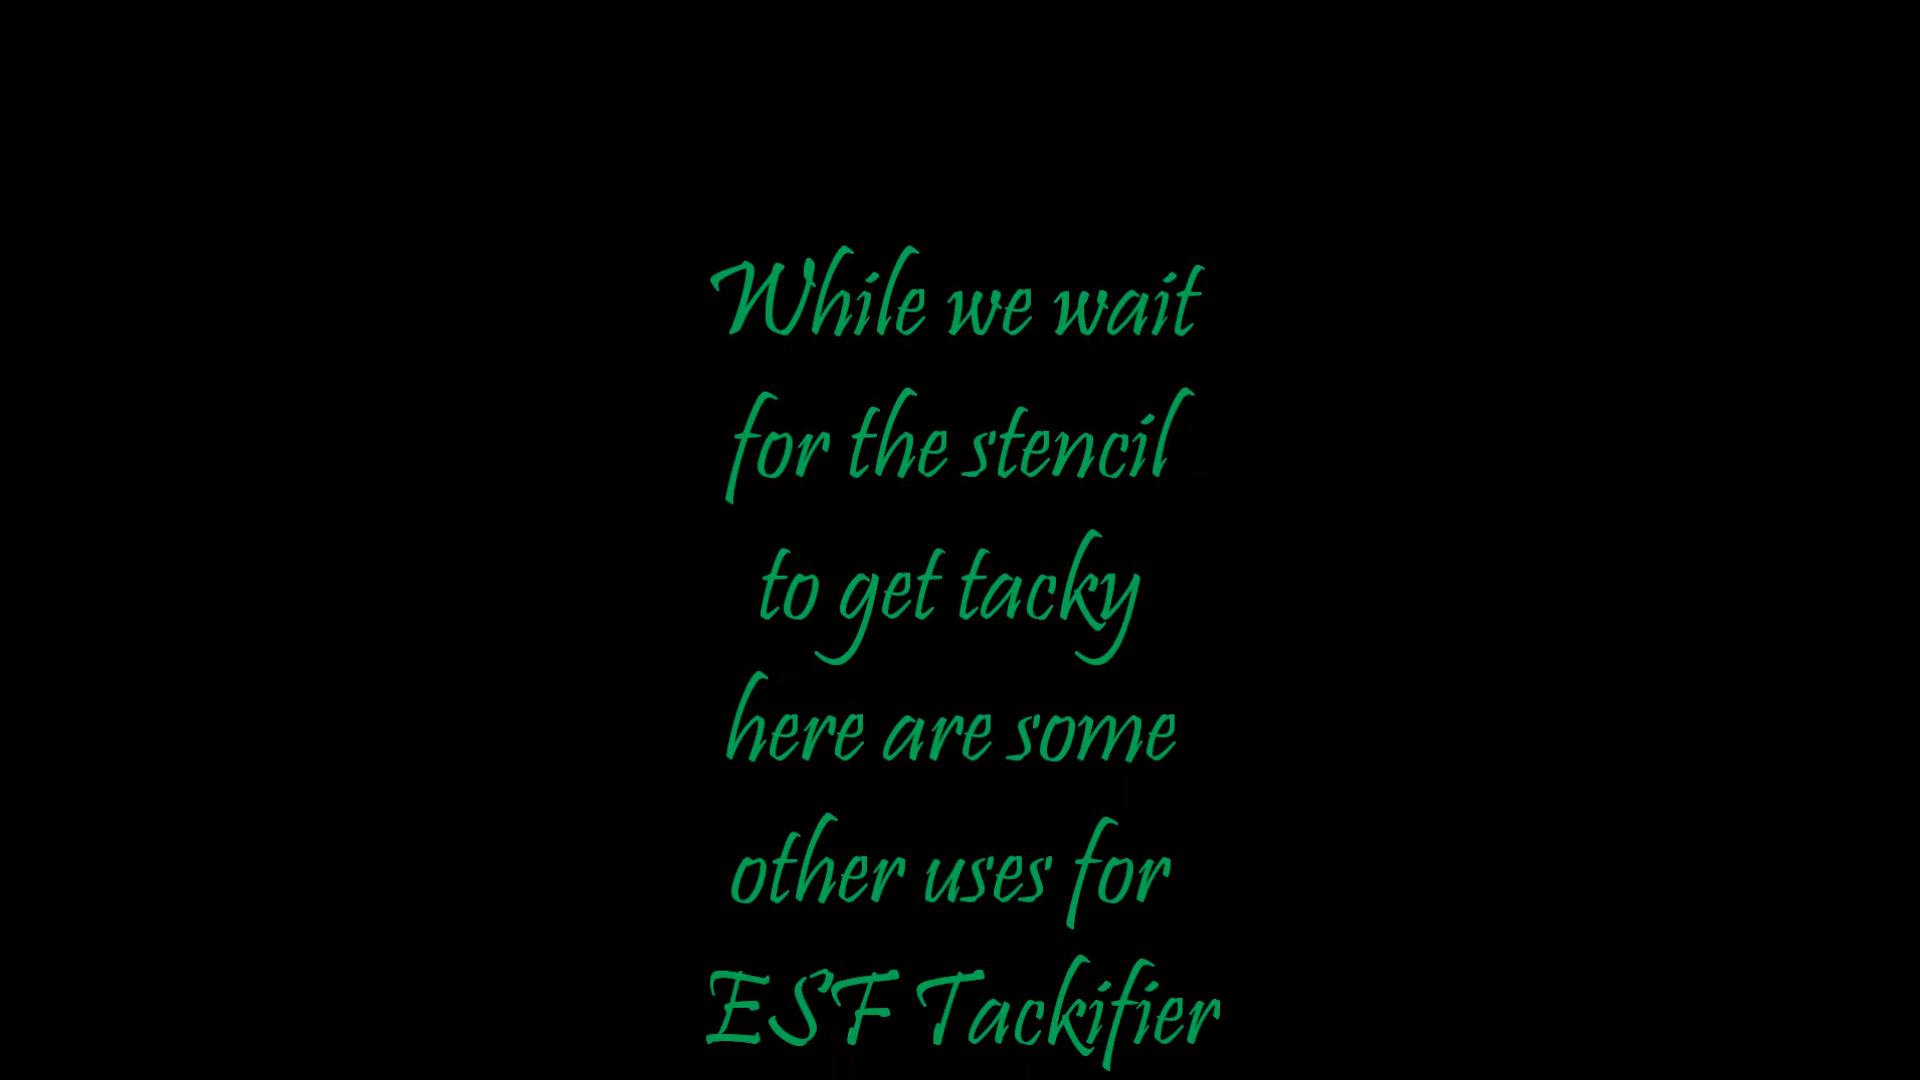 While we wait
for the stencil
to get tacky
here are some
other uses for
ESF Tackifier